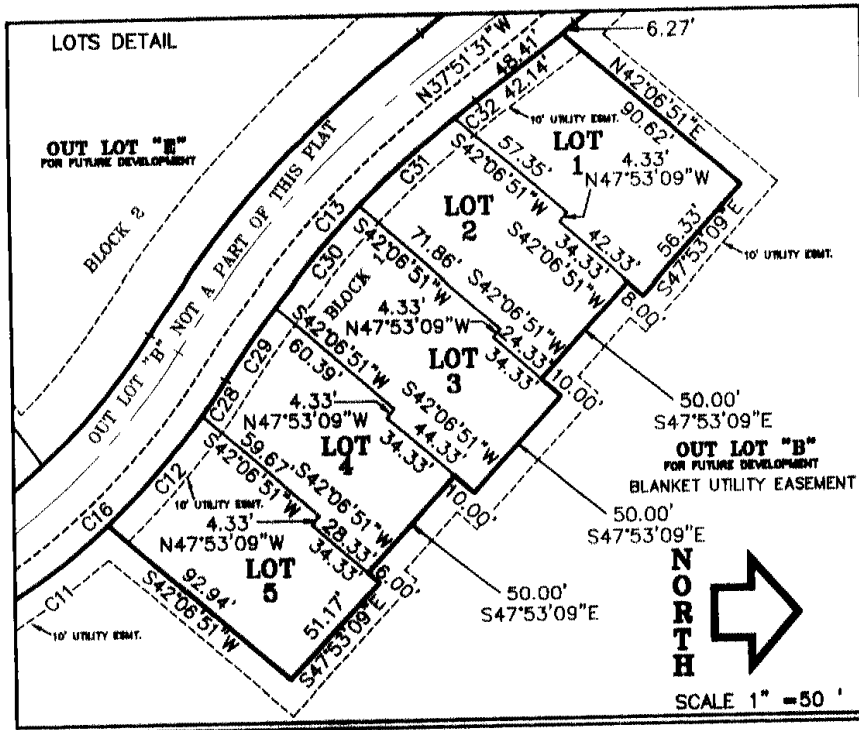 LOTS DETAIL
6.27'
N37°51'31"W
48.41'
42.14'
C32
N42°06'51"E
90.62'
10' UTILITY ESMT.
LOT
1
4.33'
N47°53'09"W
57.35'
S42°06'51"W
OUT LOT "E"
FOR FUTURE DEVELOPMENT
BLOCK 2
OUT LOT "B" NOT A PART OF THIS PLAT
C31
C13
LOT
2
S42°06'51"W
34.33'
42.33'
56.33'
S47°53'09"E
10' UTILITY ESMT.
8.00'
C30
BLOCK 1
71.86'
S42°06'51"W
S42°06'51"W
4.33'
N47°53'09"W
24.33'
34.33'
LOT
3
10.00'
50.00'
S47°53'09"E
C29
S42°06'51"W
60.39'
4.33'
N47°53'09"W
S42°06'51"W
44.33'
34.33'
LOT
4
OUT LOT "B"
FOR FUTURE DEVELOPMENT
BLANKET UTILITY EASEMENT
C28
59.67'
S42°06'51"W
S42°06'51"W
10.00'
50.00'
S47°53'09"E
C12
10' UTILITY ESMT.
4.33'
N47°53'09"W
28.33'
34.33'
LOT
5
6.00'
50.00'
S47°53'09"E
C16
C11
10' UTILITY ESMT.
92.94'
S42°06'51"W
51.17'
S47°53'09"E
NORTH
SCALE 1" =50 '